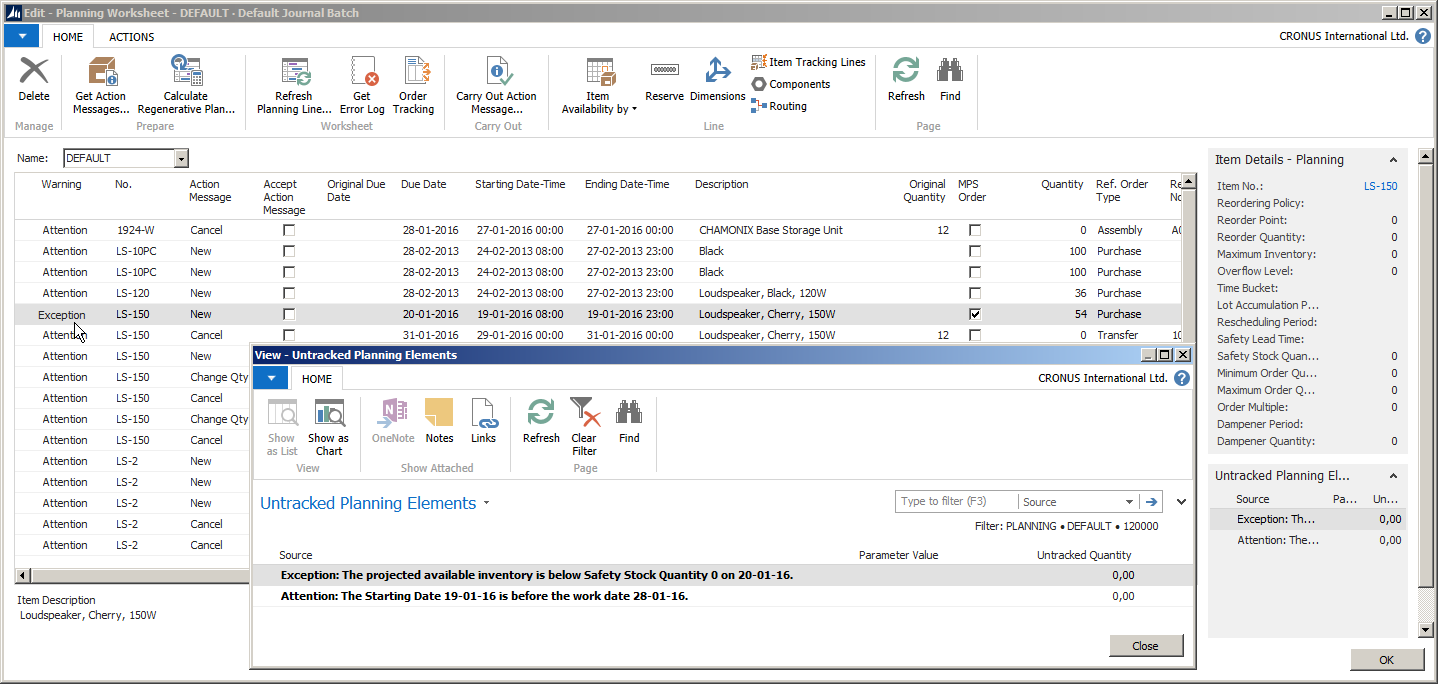 Edit - Planning Worksheet - DEFAULT · Default Journal Batch
HOME ACTIONS CRONUS International Ltd. ?
Delete
Get Action Messages...
Calculate Regenerative Plan...
Refresh Planning Line...
Get Error Log
Order Tracking
Carry Out Action Message...
Item Availability by
Reserve
Dimensions
Item Tracking Lines
Components
Routing
Refresh
Find
Manage Prepare Worksheet Carry Out Line Page
Name: DEFAULT
Warning No. Action Message Accept Action Message Original Due Date Due Date Starting Date-Time Ending Date-Time Description Original Quantity MPS Order Quantity Ref. Order Type
Attention 1924-W Cancel 28-01-2016 27-01-2016 00:00 27-01-2016 00:00 CHAMONIX Base Storage Unit 12 0 Assembly
Attention LS-10PC New 28-02-2013 24-02-2013 08:00 27-02-2013 23:00 Black 100 Purchase
Attention LS-10PC New 28-02-2013 24-02-2013 08:00 27-02-2013 23:00 Black 100 Purchase
Attention LS-120 New 28-02-2013 24-02-2013 08:00 27-02-2013 23:00 Loudspeaker, Black, 120W 36 Purchase
Exception LS-150 New 20-01-2016 19-01-2016 08:00 19-01-2016 23:00 Loudspeaker, Cherry, 150W 54 Purchase
Attention LS-150 Cancel 31-01-2016 29-01-2016 00:00 31-01-2016 00:00 Loudspeaker, Cherry, 150W 12 0 Transfer 10
Attention LS-150 New
Attention LS-150 Change Qty
Attention LS-150 Cancel
Attention LS-150 Change Qty
Attention LS-150 Cancel
Attention LS-2 New
Attention LS-2 New
Attention LS-2 New
Attention LS-2 Cancel
Attention LS-2 Cancel
Item Description
Loudspeaker, Cherry, 150W
View - Untracked Planning Elements
HOME CRONUS International Ltd. ?
Show as List
Show as Chart
OneNote
Notes
Links
Refresh
Clear Filter
Find
View Show Attached Page
Untracked Planning Elements
Type to filter (F3) Source
Filter: PLANNING • DEFAULT • 120000
Source Parameter Value Untracked Quantity
Exception: The projected available inventory is below Safety Stock Quantity 0 on 20-01-16. 0,00
Attention: The Starting Date 19-01-16 is before the work date 28-01-16. 0,00
Close
Item Details - Planning
Item No.: LS-150
Reordering Policy:
Reorder Point: 0
Reorder Quantity: 0
Maximum Inventory: 0
Overflow Level: 0
Time Bucket:
Lot Accumulation P...
Rescheduling Period:
Safety Lead Time:
Safety Stock Quan... 0
Minimum Order Qu... 0
Maximum Order Q... 0
Order Multiple: 0
Dampener Period:
Dampener Quantity: 0
Untracked Planning El...
Source Pa... Un...
Exception: Th... 0,00
Attention: The... 0,00
OK